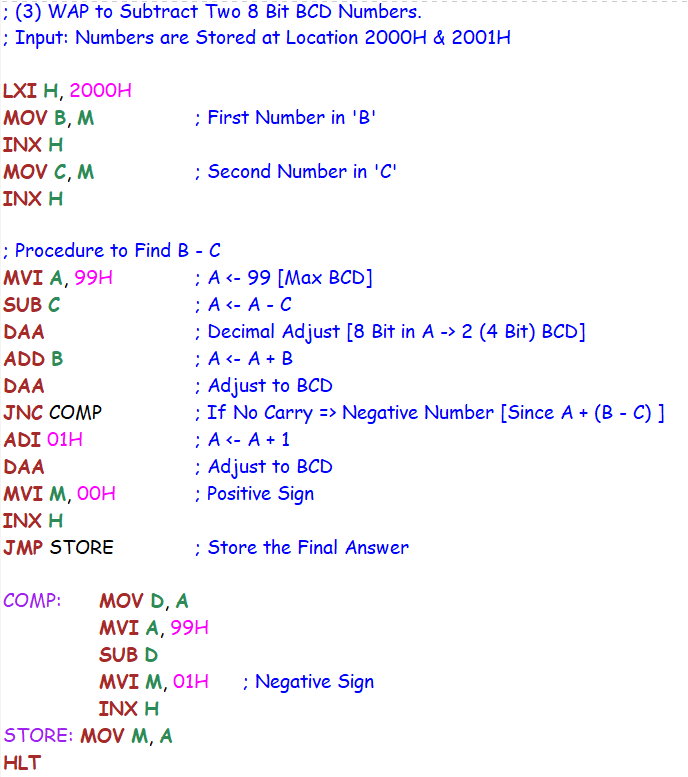 ; (3) WAP to Subtract Two 8 Bit BCD Numbers.
; Input: Numbers are Stored at Location 2000H & 2001H
LXI H, 2000H
MOV B, M ; First Number in 'B'
INX H
MOV C, M ; Second Number in 'C'
INX H
; Procedure to Find B - C
MVI A, 99H ; A <- 99 [Max BCD]
SUB C ; A <- A - C
DAA ; Decimal Adjust [8 Bit in A -> 2 (4 Bit) BCD]
ADD B ; A <- A + B
DAA ; Adjust to BCD
JNC COMP ; If No Carry => Negative Number [Since A + (B - C) ]
ADI 01H ; A <- A + 1
DAA ; Adjust to BCD
MVI M, 00H ; Positive Sign
INX H
JMP STORE ; Store the Final Answer
COMP: MOV D, A
MVI A, 99H
SUB D
MVI M, 01H ; Negative Sign
INX H
STORE: MOV M, A
HLT